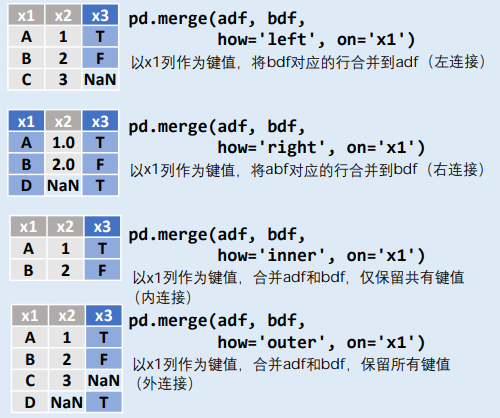 x1 x2 x3
A 1 T
B 2 F
C 3 NaN
pd.merge(adf, bdf,
how='left', on='x1')
以x1列作为键值，将bdf对应的行合并到adf（左连接）
x1 x2 x3
A 1.0 T
B 2.0 F
D NaN T
pd.merge(adf, bdf,
how='right', on='x1')
以x1列作为键值，将abf对应的行合并到bdf（右连接）
x1 x2 x3
A 1 T
B 2 F
pd.merge(adf, bdf,
how='inner', on='x1')
以x1列作为键值，合并adf和bdf，仅保留共有键值
（内连接）
x1 x2 x3
A 1 T
B 2 F
C 3 NaN
D NaN T
pd.merge(adf, bdf,
how='outer', on='x1')
以x1列作为键值，合并adf和bdf，保留所有键值
（外连接）